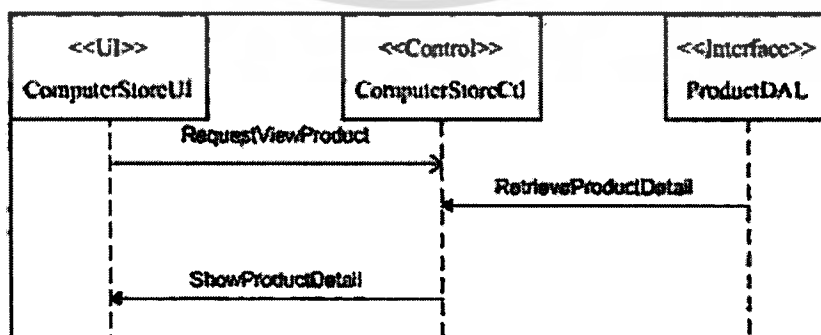 <<UI>>
ComputerStoreUI
<<Control>>
ComputerStoreCtl
<<Interface>>
ProductDAL
RequestViewProduct
RetrieveProductDetail
ShowProductDetail